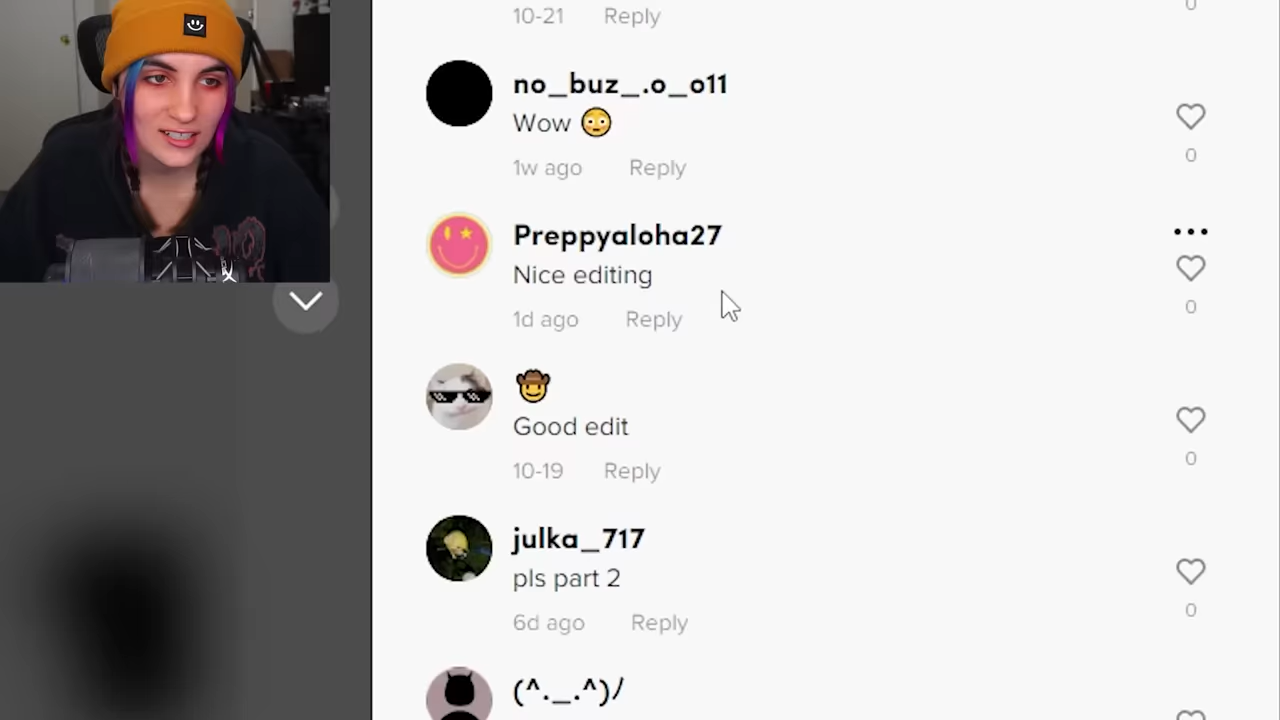 10-21 Reply
0
no_buz_.o_o11
Wow 😳
1w ago Reply
0
Preppyaloha27
Nice editing
1d ago Reply
0
🤠
Good edit
10-19 Reply
0
julka_717
pls part 2
6d ago Reply
0
(^._.^)ﾉ